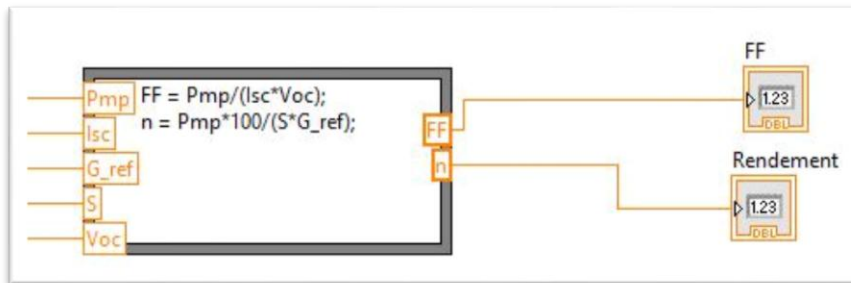 FF
Pmp FF = Pmp/(Isc*Voc);
n = Pmp*100/(S*G_ref);
Isc
G_ref
S
Voc
FF
n
1.23
DBL
Rendement
1.23
DBL